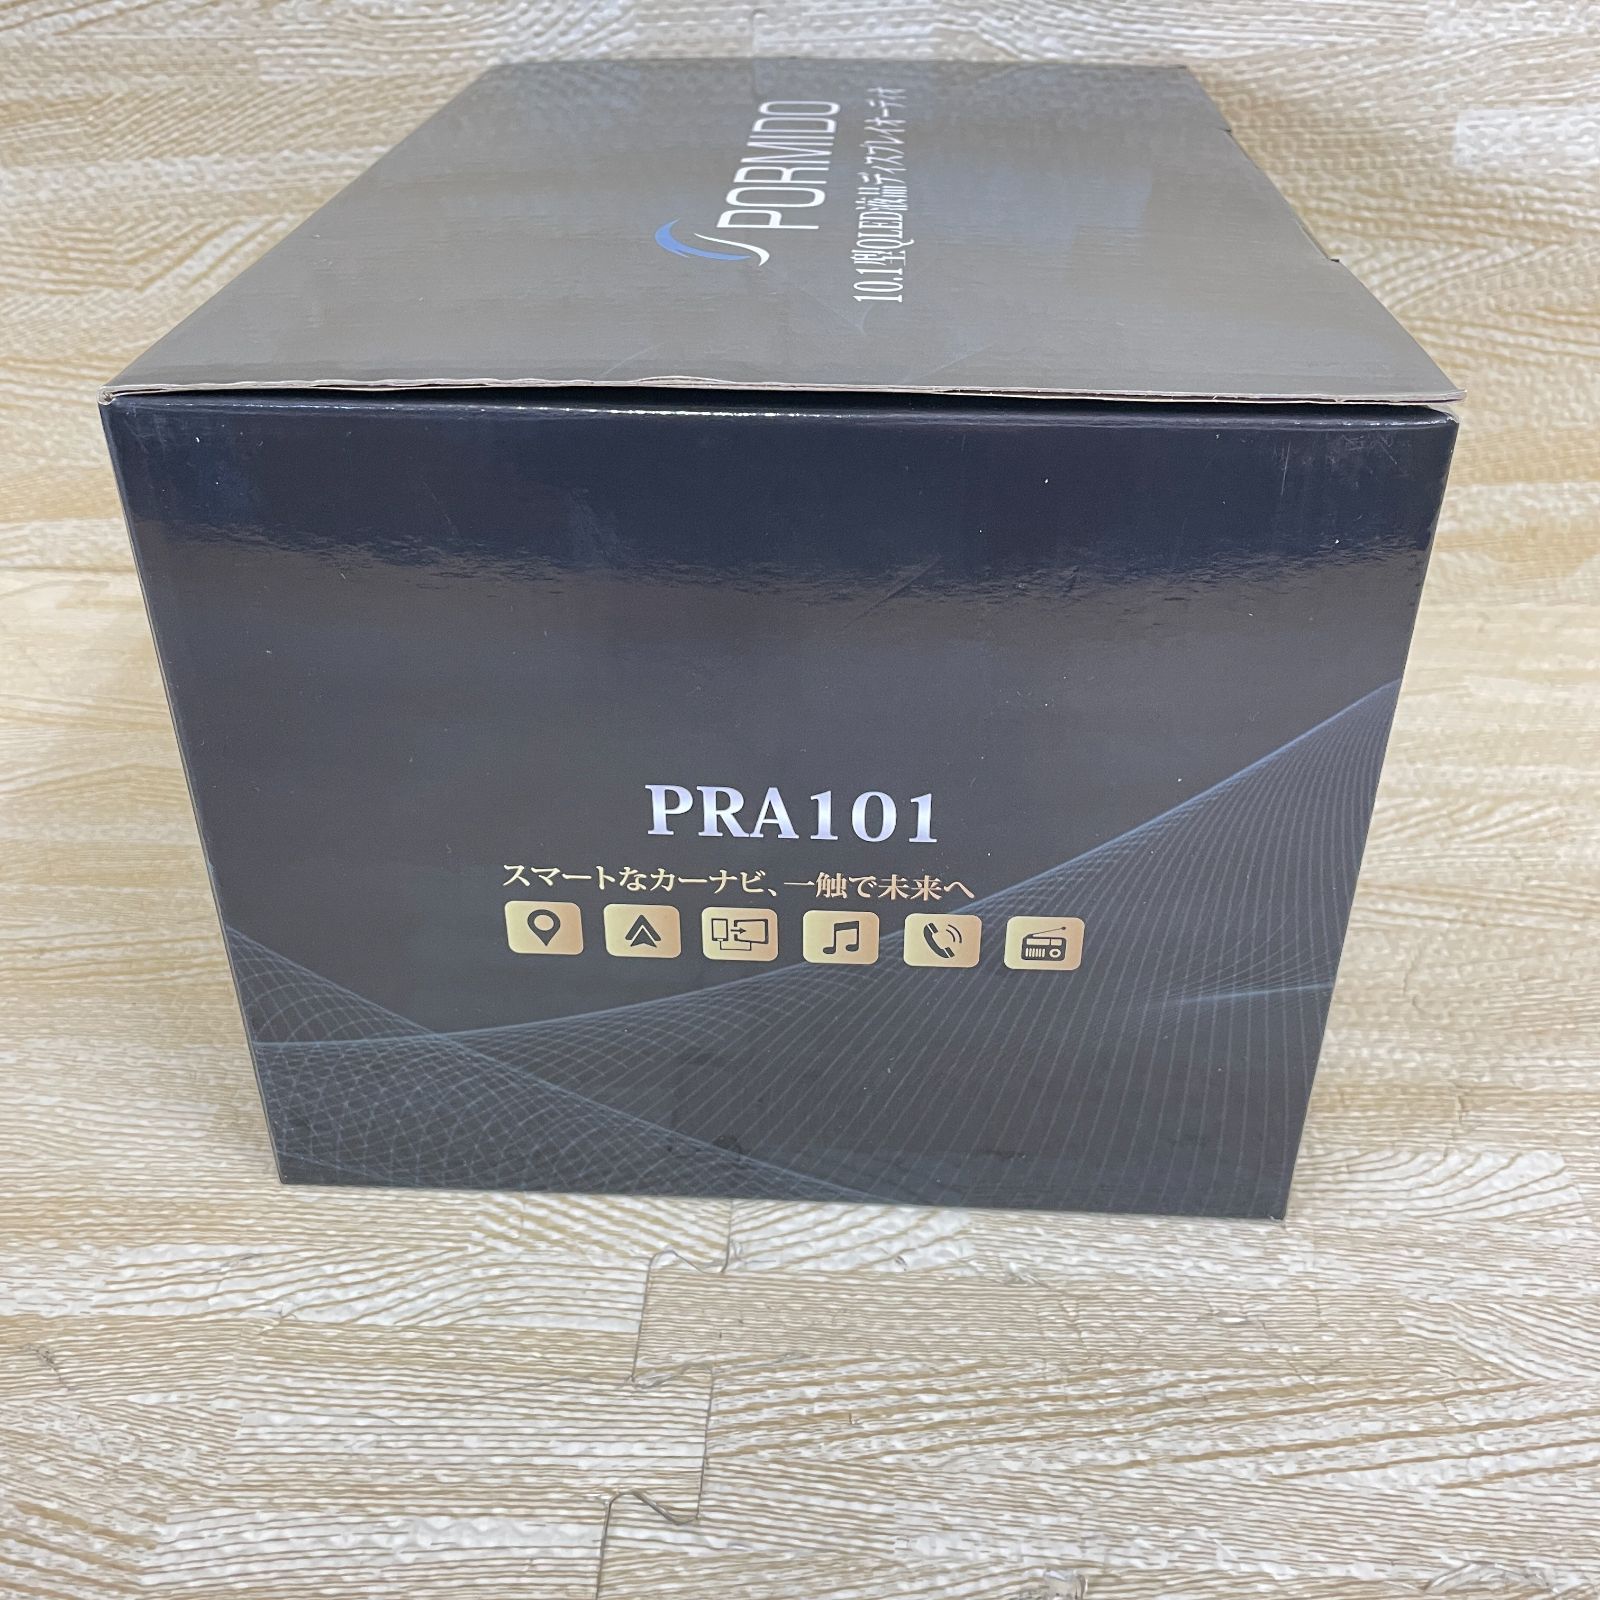 PORMIDO
10.1型QLED液晶ディスプレイオーディオ
PRA101
スマートなカーナビ、一触で未来へ